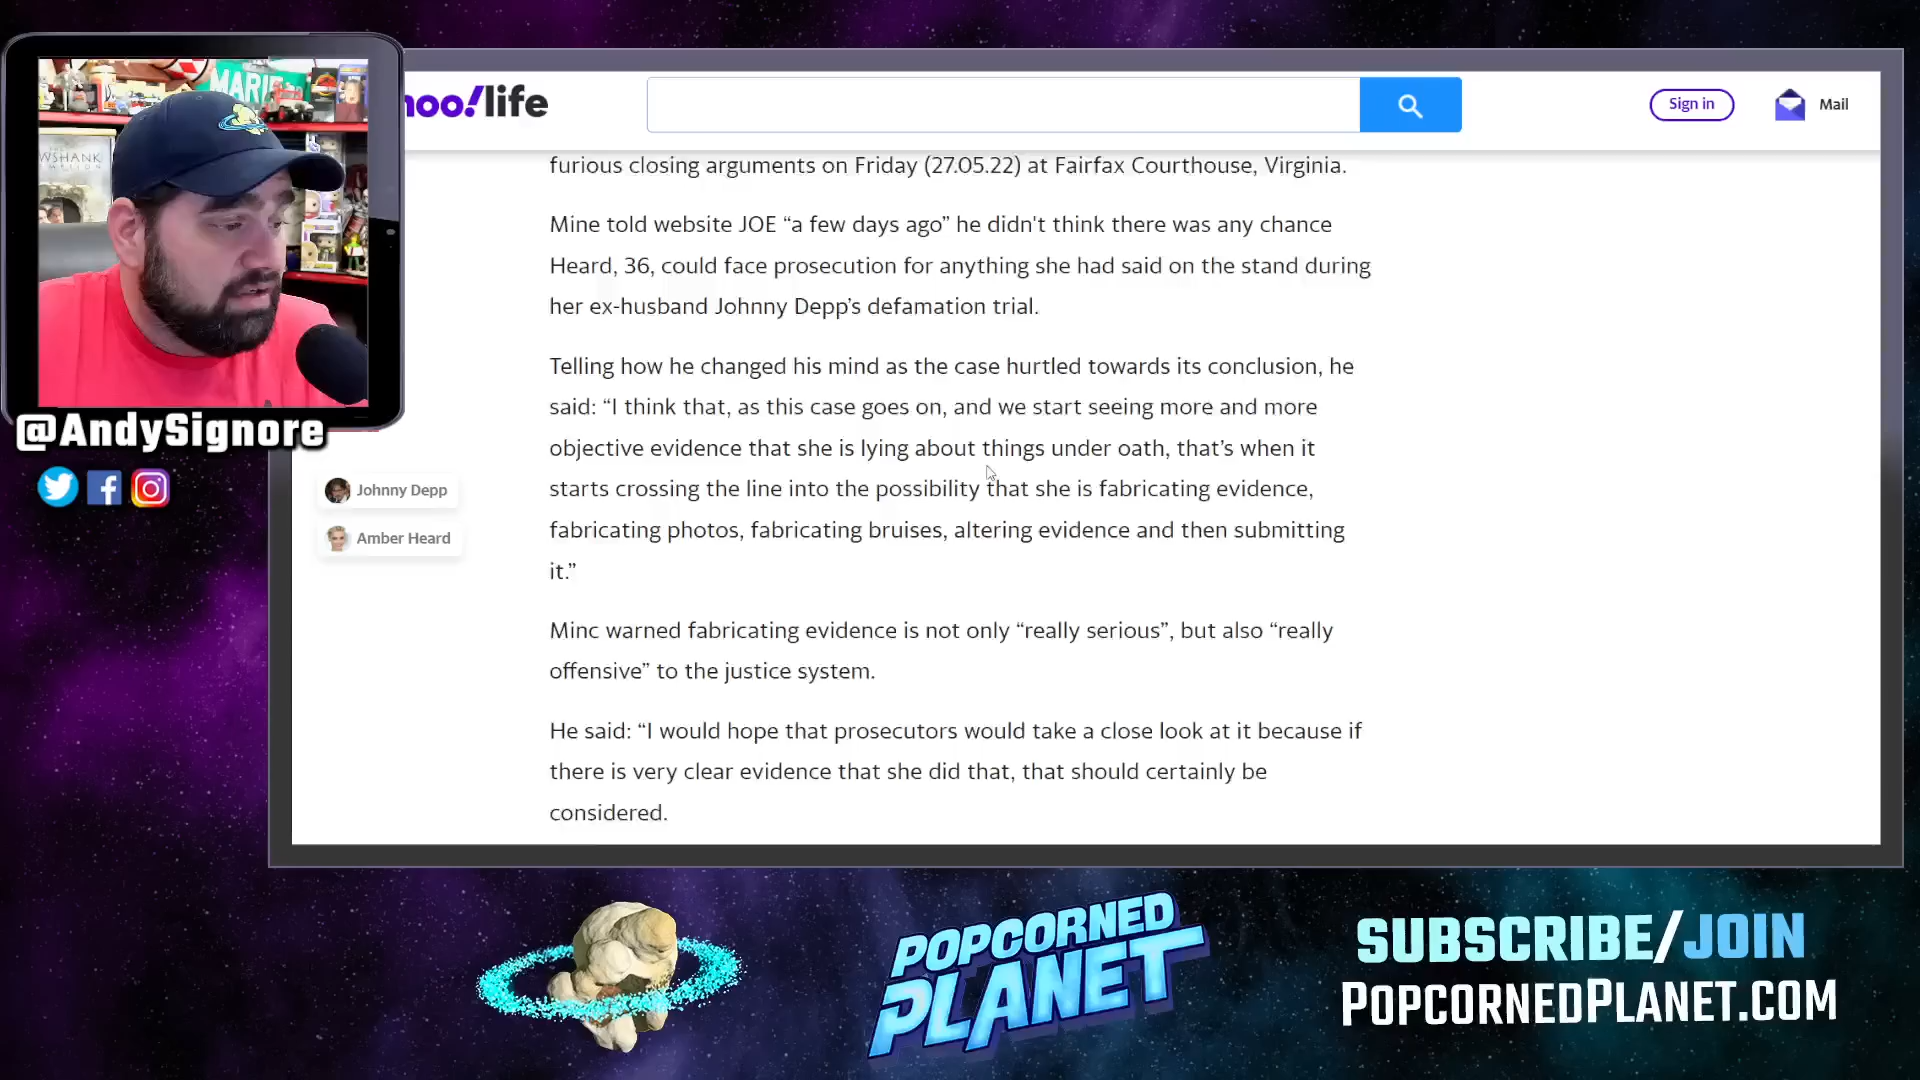 MARIE
WSHANK
hoo!life
Sign in
Mail
furious closing arguments on Friday (27.05.22) at Fairfax Courthouse, Virginia.
Mine told website JOE “a few days ago” he didn't think there was any chance
Heard, 36, could face prosecution for anything she had said on the stand during
her ex-husband Johnny Depp’s defamation trial.
Telling how he changed his mind as the case hurtled towards its conclusion, he
said: “I think that, as this case goes on, and we start seeing more and more
objective evidence that she is lying about things under oath, that’s when it
starts crossing the line into the possibility that she is fabricating evidence,
fabricating photos, fabricating bruises, altering evidence and then submitting
it.”
Minc warned fabricating evidence is not only “really serious”, but also “really
offensive” to the justice system.
He said: “I would hope that prosecutors would take a close look at it because if
there is very clear evidence that she did that, that should certainly be
considered.
@AndySignore
Johnny Depp
Amber Heard
POPCORNED
PLANET
SUBSCRIBE/JOIN
POPCORNEDPLANET.COM